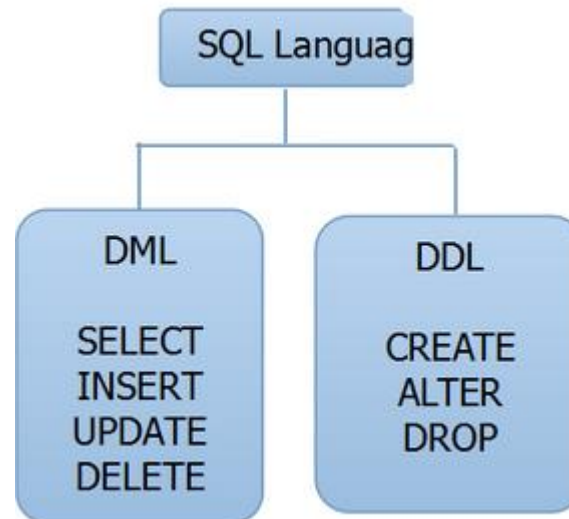 SQL Languag
DML
SELECT
INSERT
UPDATE
DELETE
DDL
CREATE
ALTER
DROP